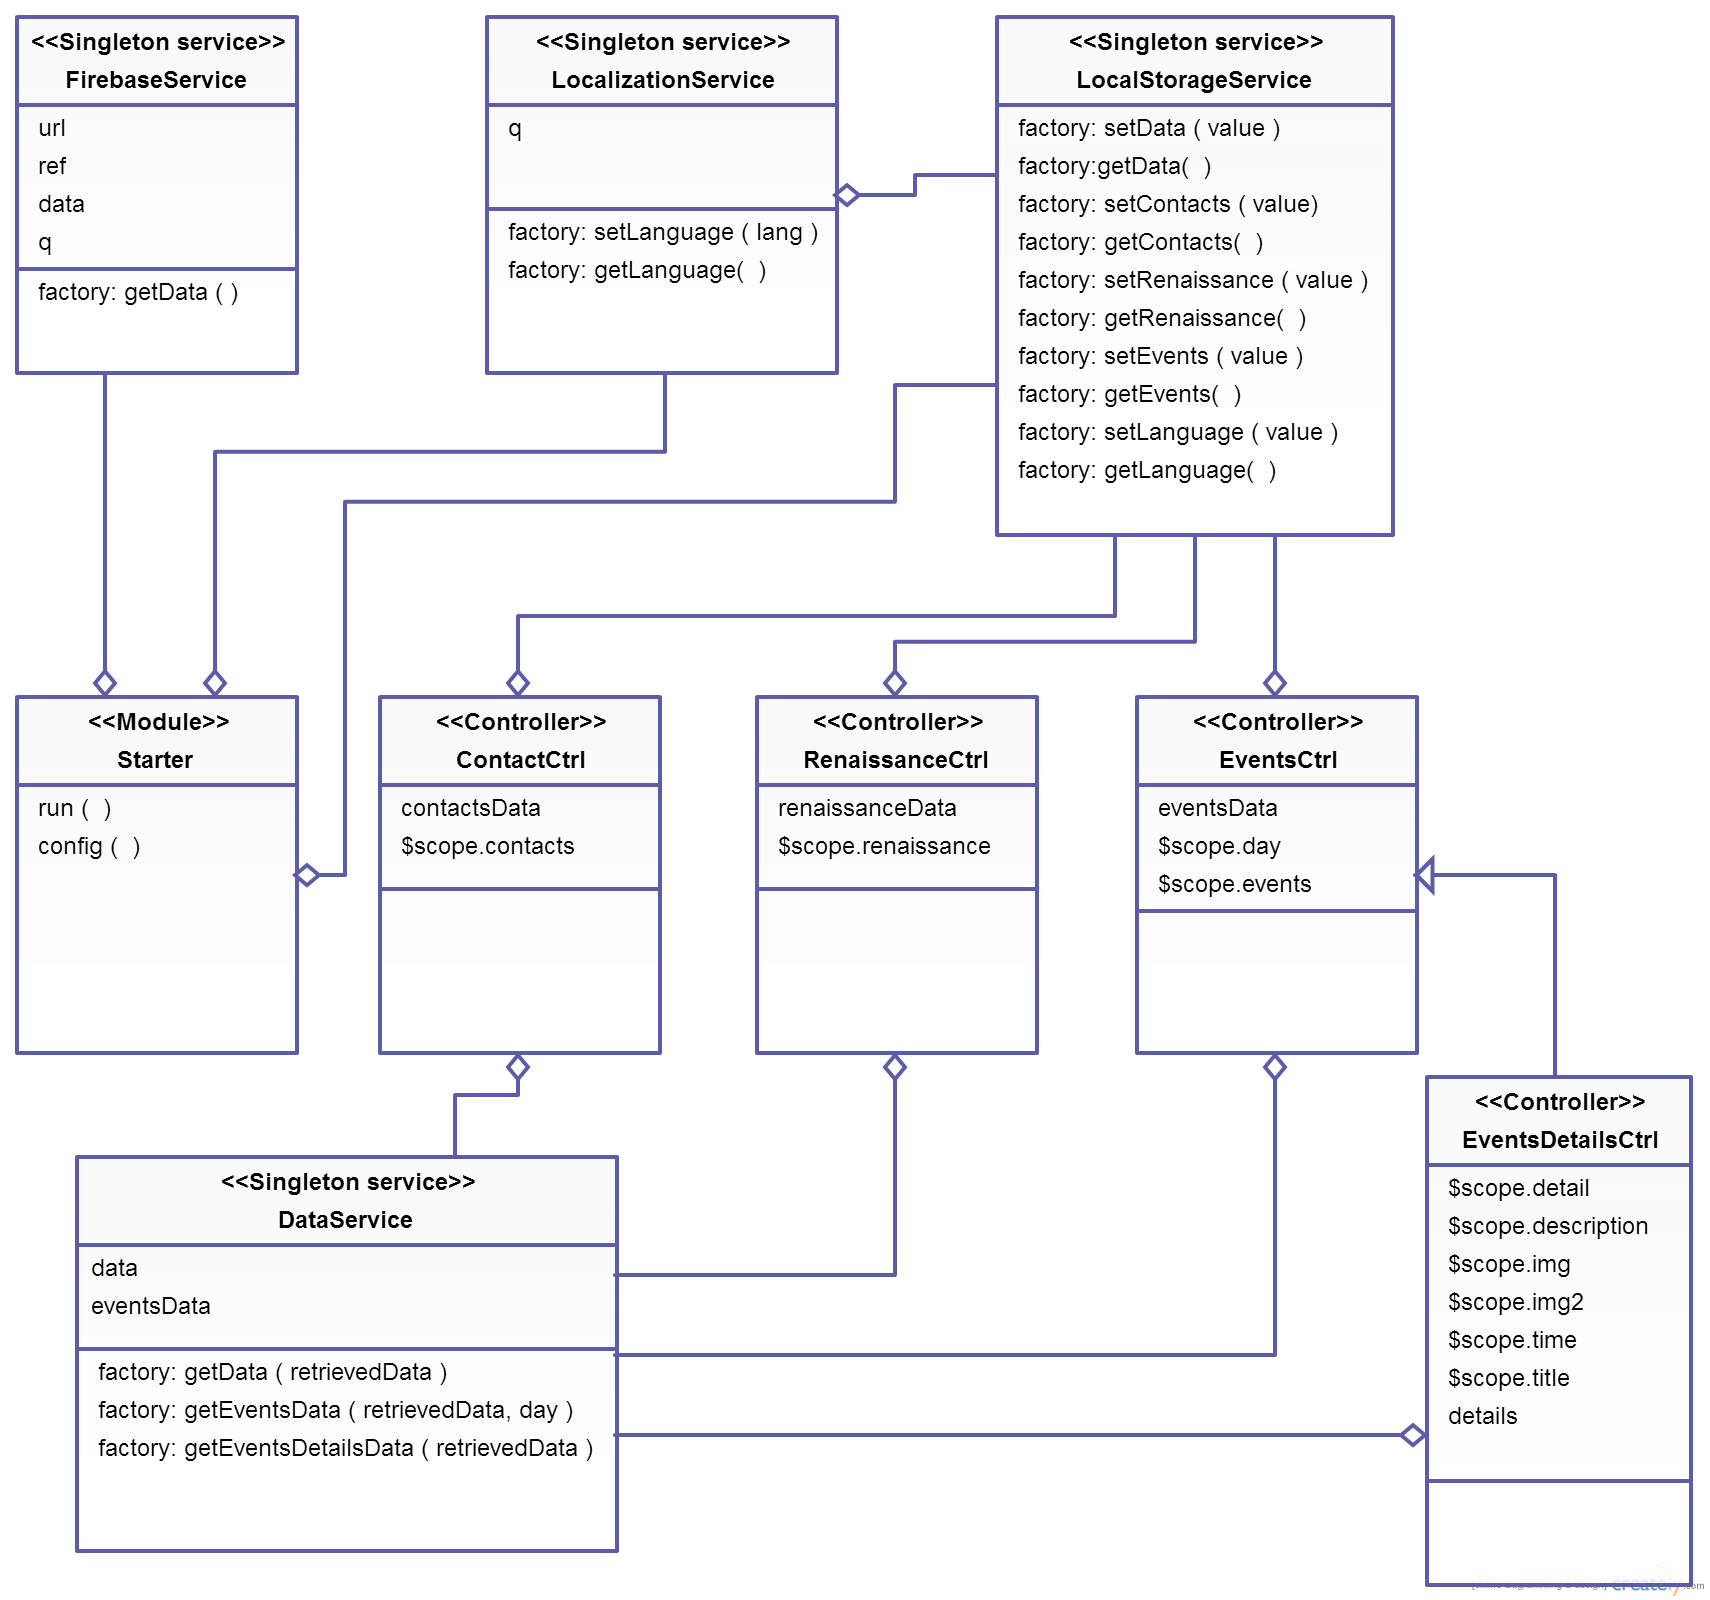 <<Singleton service>>
FirebaseService
url
ref
data
q
factory: getData ( )
<<Singleton service>>
LocalizationService
q
factory: setLanguage ( lang )
factory: getLanguage(  )
<<Singleton service>>
LocalStorageService
factory: setData ( value )
factory:getData(  )
factory: setContacts ( value)
factory: getContacts(  )
factory: setRenaissance ( value )
factory: getRenaissance(  )
factory: setEvents ( value )
factory: getEvents(  )
factory: setLanguage ( value )
factory: getLanguage(  )
<<Module>>
Starter
run (  )
config (  )
<<Controller>>
ContactCtrl
contactsData
$scope.contacts
<<Controller>>
RenaissanceCtrl
renaissanceData
$scope.renaissance
<<Controller>>
EventsCtrl
eventsData
$scope.day
$scope.events
<<Singleton service>>
DataService
data
eventsData
factory: getData ( retrievedData )
factory: getEventsData ( retrievedData, day )
factory: getEventsDetailsData ( retrievedData )
<<Controller>>
EventsDetailsCtrl
$scope.detail
$scope.description
$scope.img
$scope.img2
$scope.time
$scope.title
details
[online diagramming & design] creately.com